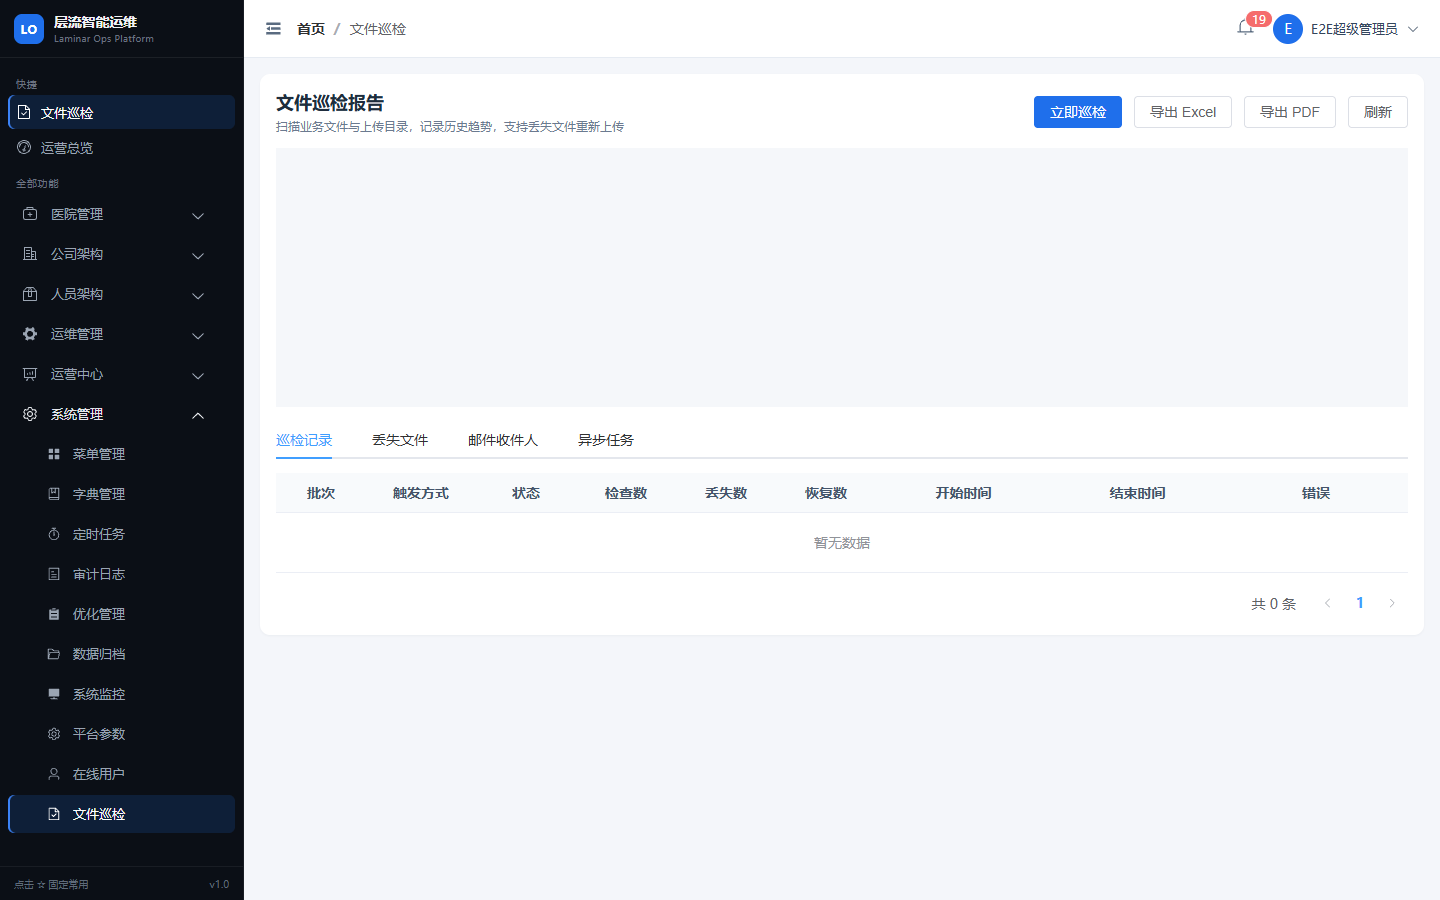 LO
层流智能运维
Laminar Ops Platform
快捷
文件巡检
运营总览
全部功能
医院管理
公司架构
人员架构
运维管理
运营中心
系统管理
菜单管理
字典管理
定时任务
审计日志
优化管理
数据归档
系统监控
平台参数
在线用户
文件巡检
点击 ☆ 固定常用 v1.0
首页 / 文件巡检
19
E E2E超级管理员
文件巡检报告
扫描业务文件与上传目录，记录历史趋势，支持丢失文件重新上传
立即巡检 导出 Excel 导出 PDF 刷新
巡检记录 丢失文件 邮件收件人 异步任务
批次 触发方式 状态 检查数 丢失数 恢复数 开始时间 结束时间 错误
暂无数据
共 0 条 1